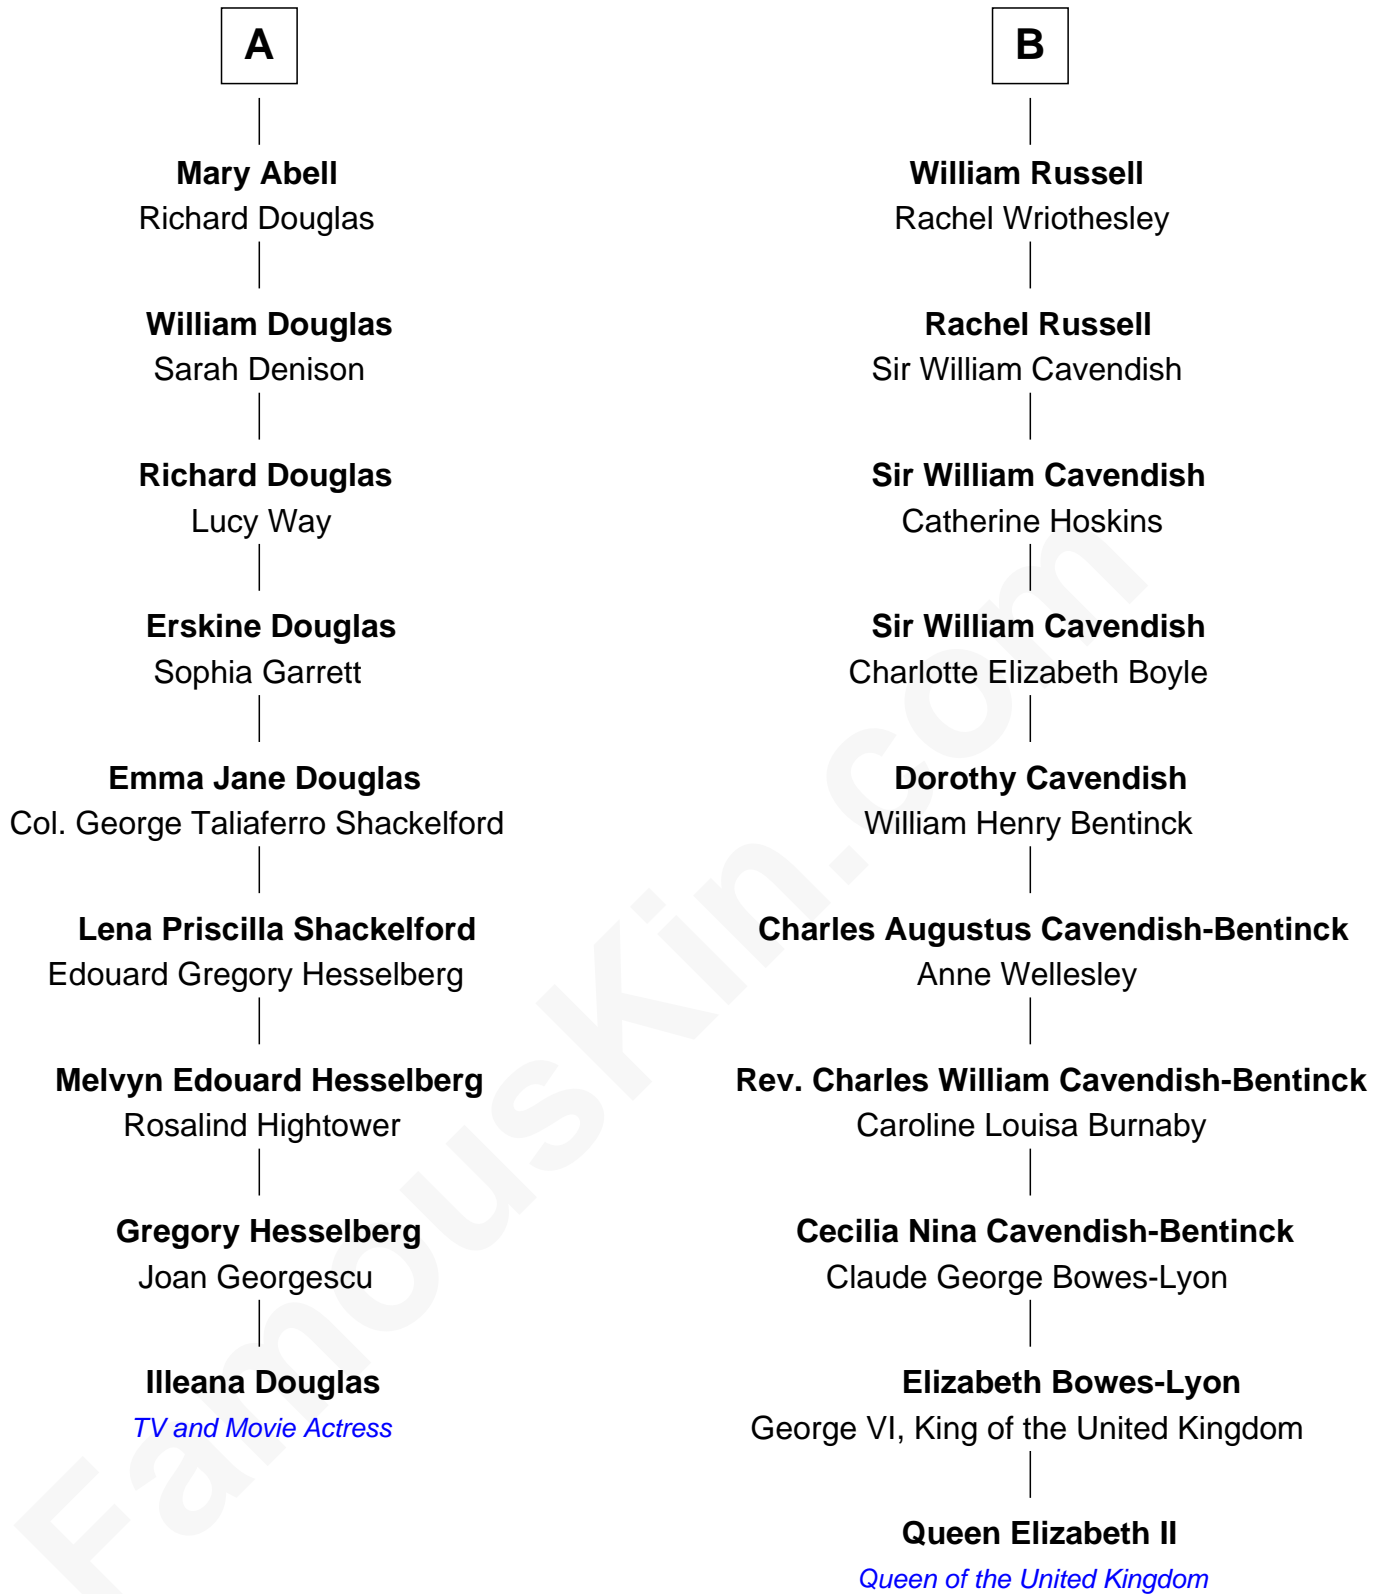 A
Mary Abell
Richard Douglas
William Douglas
Sarah Denison
Richard Douglas
Lucy Way
Erskine Douglas
Sophia Garrett
Emma Jane Douglas
Col. George Taliaferro Shackelford
Lena Priscilla Shackelford
Edouard Gregory Hesselberg
Melvyn Edouard Hesselberg
Rosalind Hightower
Gregory Hesselberg
Joan Georgescu
Illeana Douglas
TV and Movie Actress
B
William Russell
Rachel Wriothesley
Rachel Russell
Sir William Cavendish
Sir William Cavendish
Catherine Hoskins
Sir William Cavendish
Charlotte Elizabeth Boyle
Dorothy Cavendish
William Henry Bentinck
Charles Augustus Cavendish-Bentinck
Anne Wellesley
Rev. Charles William Cavendish-Bentinck
Caroline Louisa Burnaby
Cecilia Nina Cavendish-Bentinck
Claude George Bowes-Lyon
Elizabeth Bowes-Lyon
George VI, King of the United Kingdom
Queen Elizabeth II
Queen of the United Kingdom
FamousKin.com